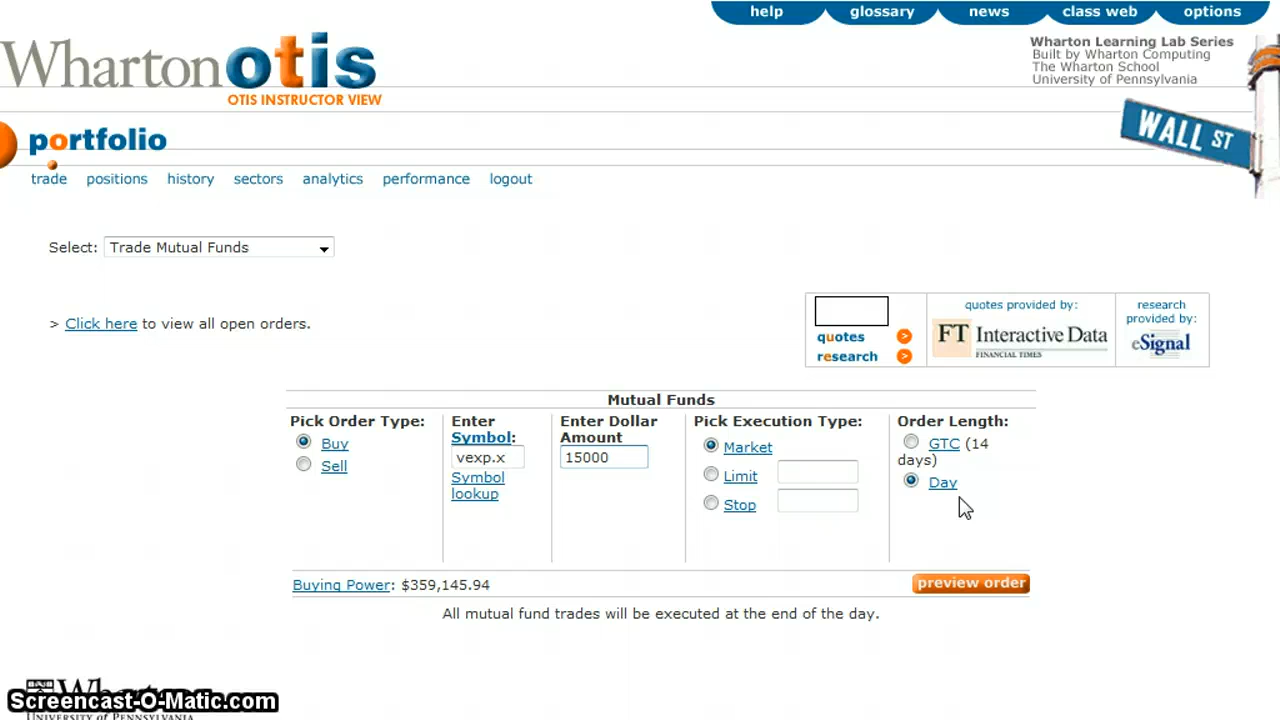 help glossary news class web options
Wharton otis
OTIS INSTRUCTOR VIEW
Wharton Learning Lab Series
Built by Wharton Computing
The Wharton School
University of Pennsylvania
WALL ST
portfolio
trade positions history sectors analytics performance logout
Select: Trade Mutual Funds
> Click here to view all open orders.
quotes >
research >
quotes provided by:
FT Interactive Data
FINANCIAL TIMES
research
provided by:
eSignal
Mutual Funds
Pick Order Type:
Buy
Sell
Enter
Symbol:
vexp.x
Symbol
lookup
Enter Dollar
Amount
15000
Pick Execution Type:
Market
Limit
Stop
Order Length:
GTC (14
days)
Day
Buying Power: $359,145.94
preview order
All mutual fund trades will be executed at the end of the day.
Wharton
UNIVERSITY OF PENNSYLVANIA
Screencast-O-Matic.com